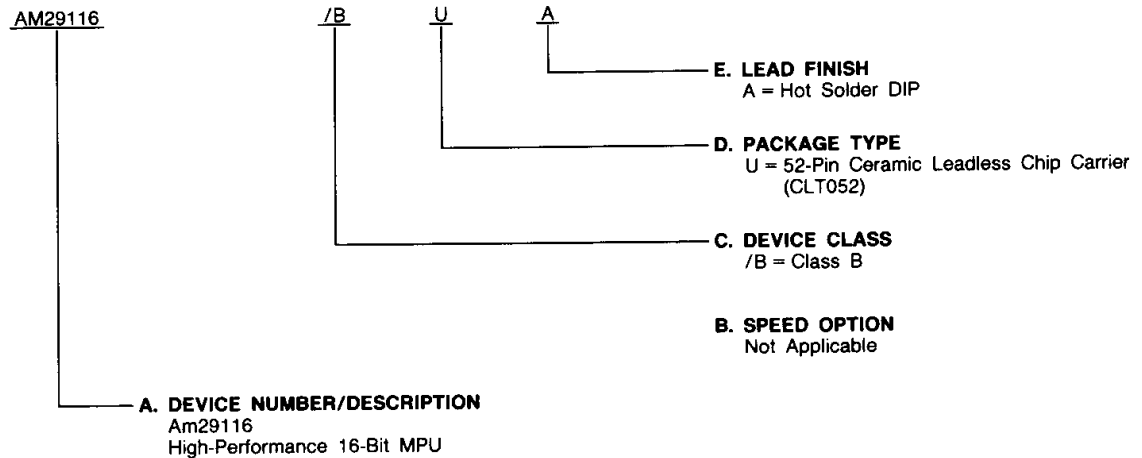 AM29116 /B U A
E. LEAD FINISH
A = Hot Solder DIP
D. PACKAGE TYPE
U = 52-Pin Ceramic Leadless Chip Carrier
(CLT052)
C. DEVICE CLASS
/B = Class B
B. SPEED OPTION
Not Applicable
A. DEVICE NUMBER/DESCRIPTION
Am29116
High-Performance 16-Bit MPU